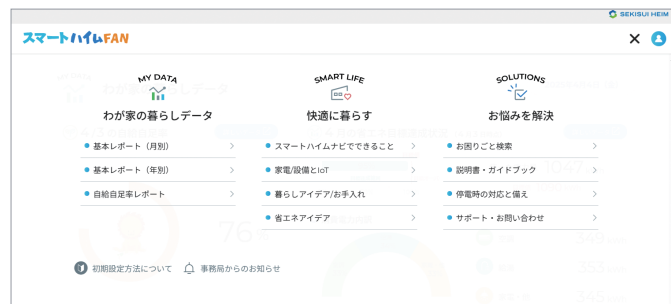 SEKISUI HEIM
スマートハイムFAN
MY DATA
わが家の暮らしデータ
基本レポート（月別）
基本レポート（年別）
自給自足率レポート
SMART LIFE
快適に暮らす
スマートハイムナビでできること
家電/設備とIoT
暮らしアイデア/お手入れ
省エネアイデア
SOLUTIONS
お悩みを解決
お困りごと検索
説明書・ガイドブック
停電時の対応と備え
サポート・お問い合わせ
初期設定方法について
事務局からのお知らせ
76
1047
349
353
345